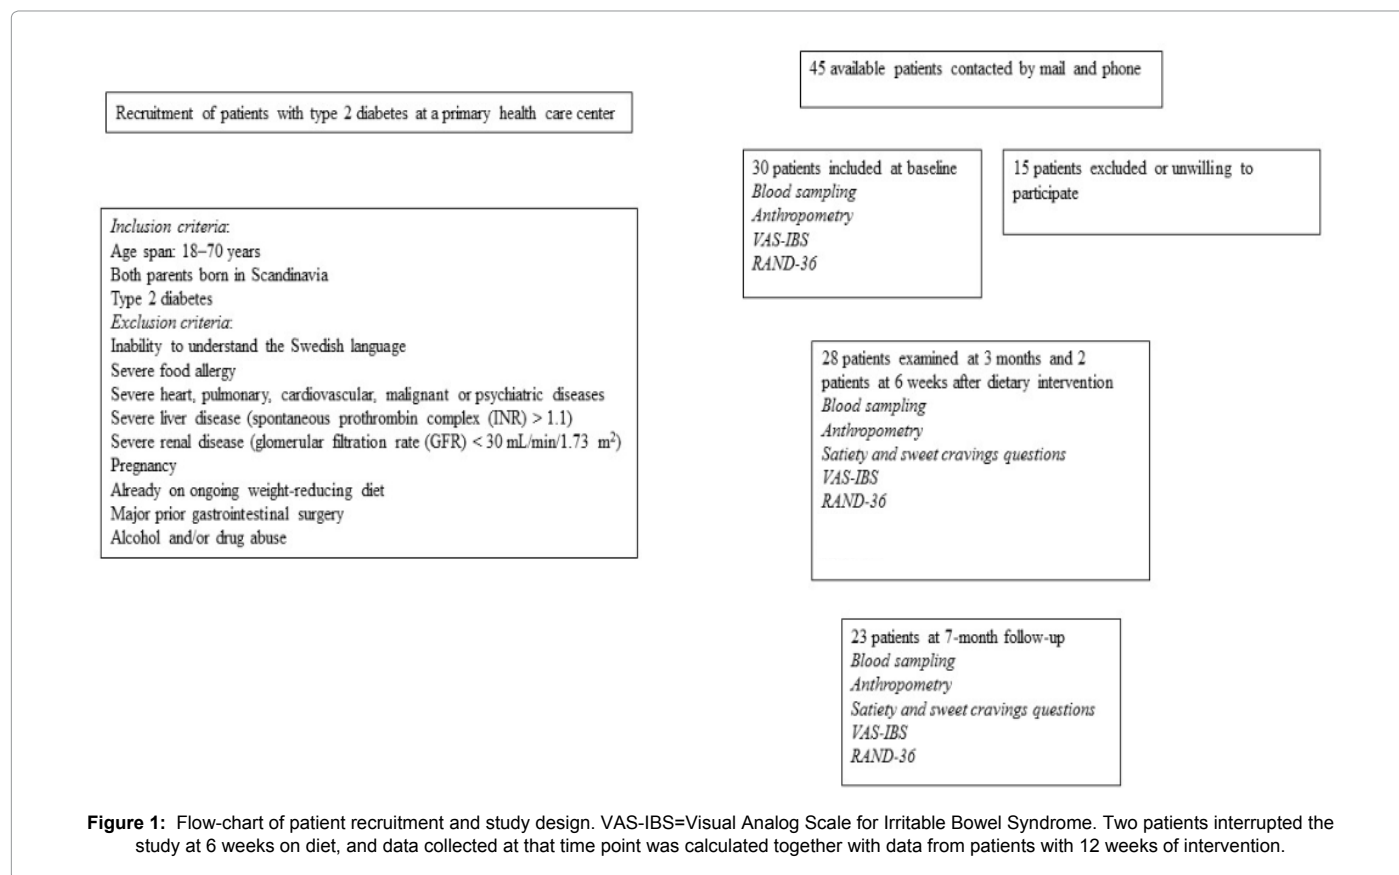 Recruitment of patients with type 2 diabetes at a primary health care center
Inclusion criteria:
Age span: 18–70 years
Both parents born in Scandinavia
Type 2 diabetes
Exclusion criteria:
Inability to understand the Swedish language
Severe food allergy
Severe heart, pulmonary, cardiovascular, malignant or psychiatric diseases
Severe liver disease (spontaneous prothrombin complex (INR) > 1.1)
Severe renal disease (glomerular filtration rate (GFR) < 30 mL/min/1.73 m²)
Pregnancy
Already on ongoing weight-reducing diet
Major prior gastrointestinal surgery
Alcohol and/or drug abuse
45 available patients contacted by mail and phone
30 patients included at baseline
Blood sampling
Anthropometry
VAS-IBS
RAND-36
15 patients excluded or unwilling to
participate
28 patients examined at 3 months and 2
patients at 6 weeks after dietary intervention
Blood sampling
Anthropometry
Satiety and sweet cravings questions
VAS-IBS
RAND-36
23 patients at 7-month follow-up
Blood sampling
Anthropometry
Satiety and sweet cravings questions
VAS-IBS
RAND-36
Figure 1: Flow-chart of patient recruitment and study design. VAS-IBS=Visual Analog Scale for Irritable Bowel Syndrome. Two patients interrupted the
study at 6 weeks on diet, and data collected at that time point was calculated together with data from patients with 12 weeks of intervention.